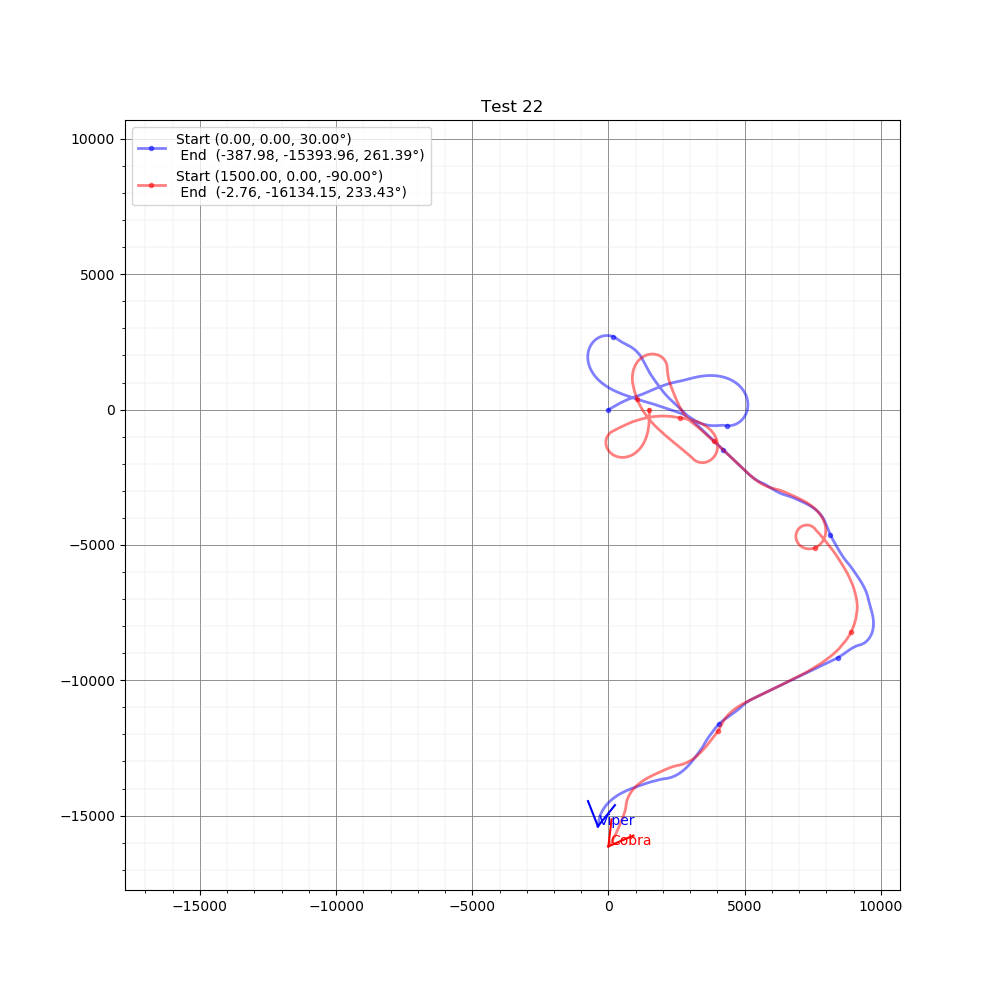 Test 22
Start (0.00, 0.00, 30.00°)
End (-387.98, -15393.96, 261.39°)
Start (1500.00, 0.00, -90.00°)
End (-2.76, -16134.15, 233.43°)
10000
5000
0
−5000
−10000
−15000
Viper
Cobra
−15000
−10000
−5000
0
5000
10000